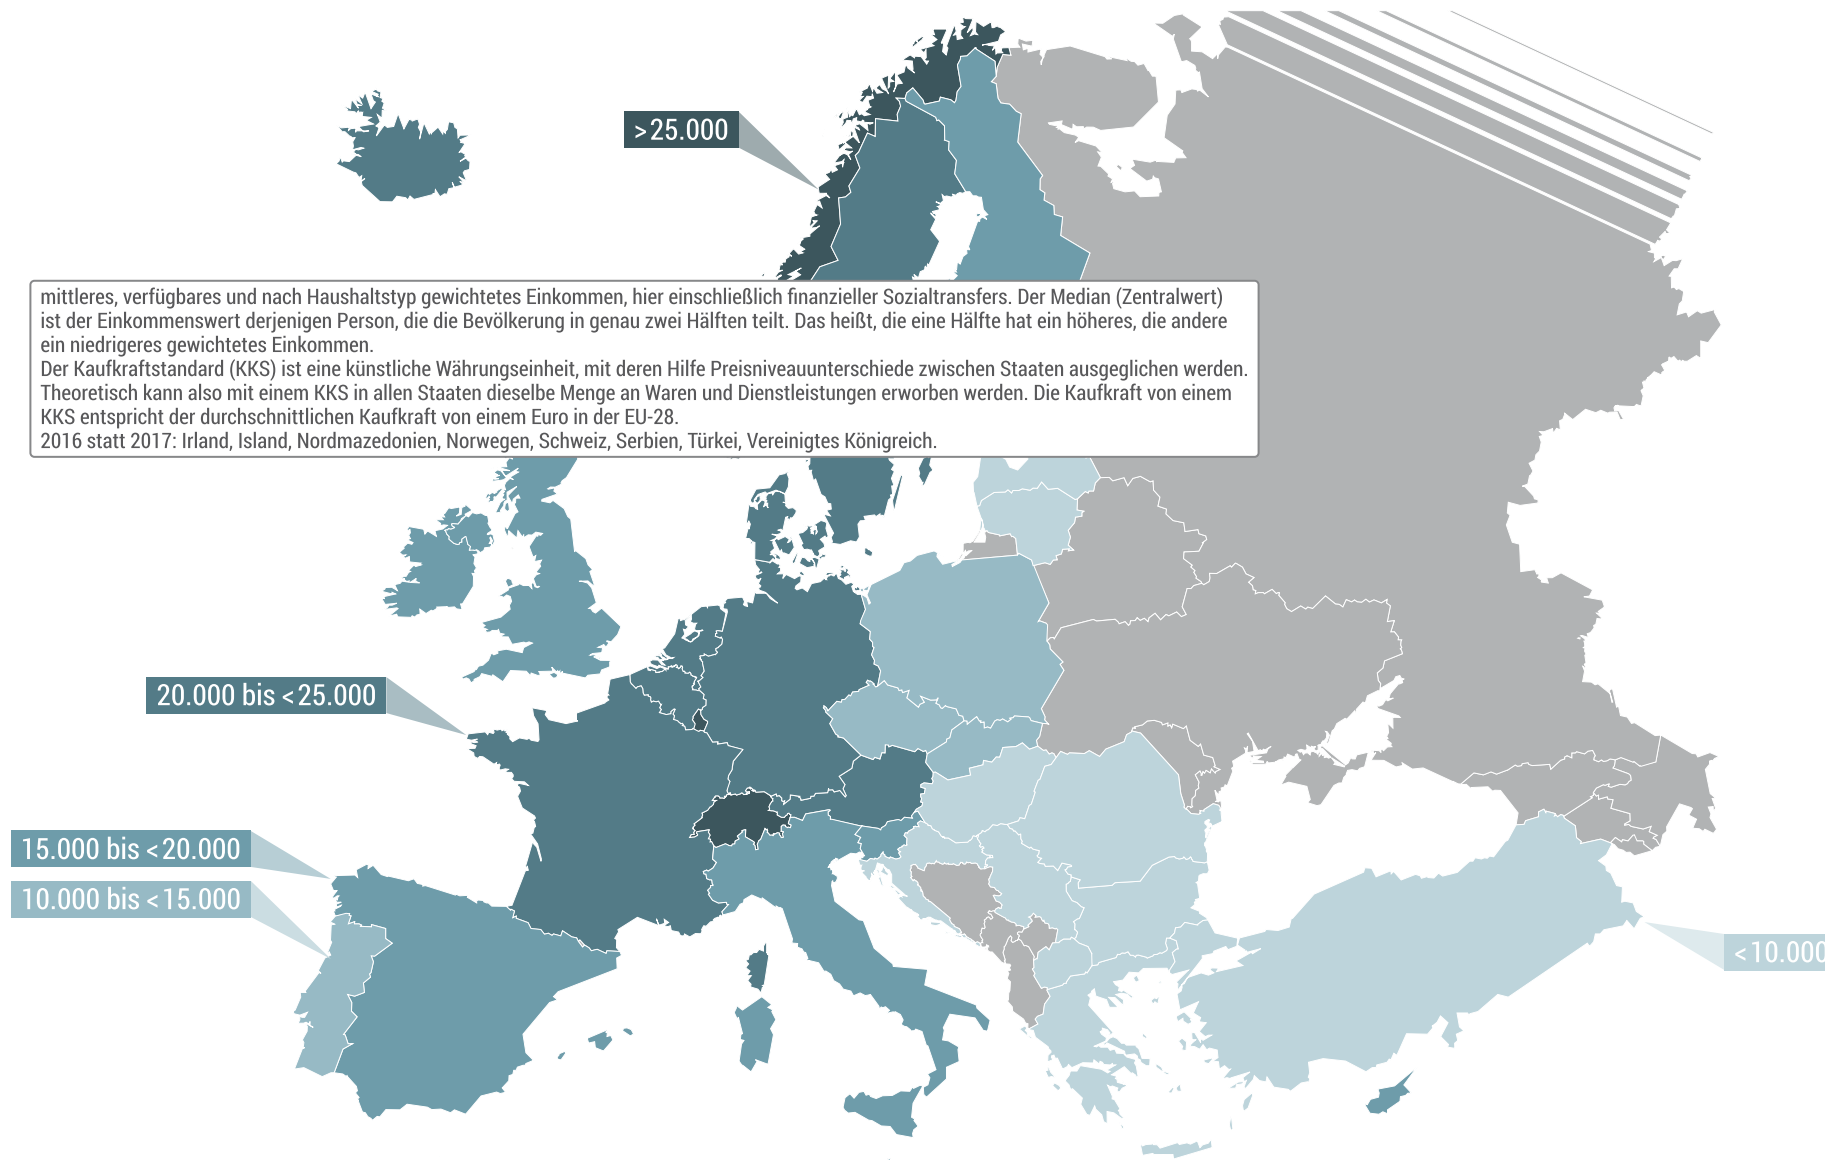 >25.000
mittleres, verfügbares und nach Haushaltstyp gewichtetes Einkommen, hier einschließlich finanzieller Sozialtransfers. Der Median (Zentralwert)
ist der Einkommenswert derjenigen Person, die die Bevölkerung in genau zwei Hälften teilt. Das heißt, die eine Hälfte hat ein höheres, die andere
ein niedrigeres gewichtetes Einkommen.
Der Kaufkraftstandard (KKS) ist eine künstliche Währungseinheit, mit deren Hilfe Preisniveauunterschiede zwischen Staaten ausgeglichen werden.
Theoretisch kann also mit einem KKS in allen Staaten dieselbe Menge an Waren und Dienstleistungen erworben werden. Die Kaufkraft von einem
KKS entspricht der durchschnittlichen Kaufkraft von einem Euro in der EU-28.
2016 statt 2017: Irland, Island, Nordmazedonien, Norwegen, Schweiz, Serbien, Türkei, Vereinigtes Königreich.
20.000 bis <25.000
15.000 bis <20.000
10.000 bis <15.000
<10.000